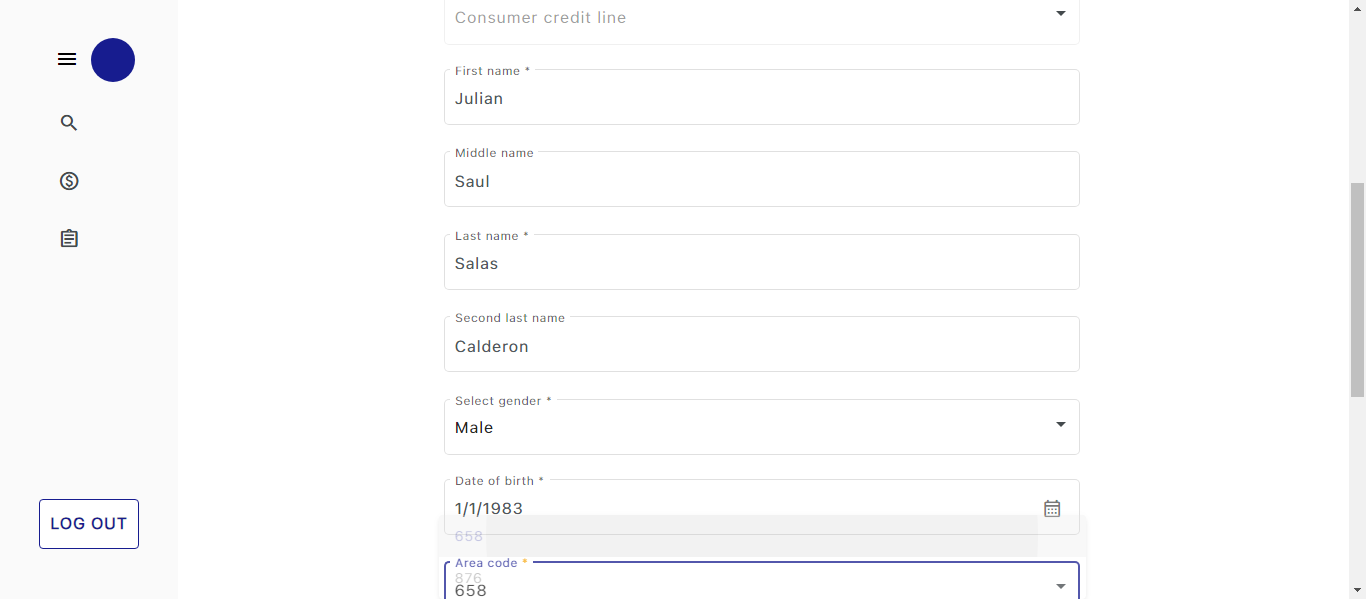 Consumer credit line
First name *
Julian
Middle name
Saul
Last name *
Salas
Second last name
Calderon
Select gender *
Male
Date of birth *
1/1/1983
658
Area code *
876
658
LOG OUT